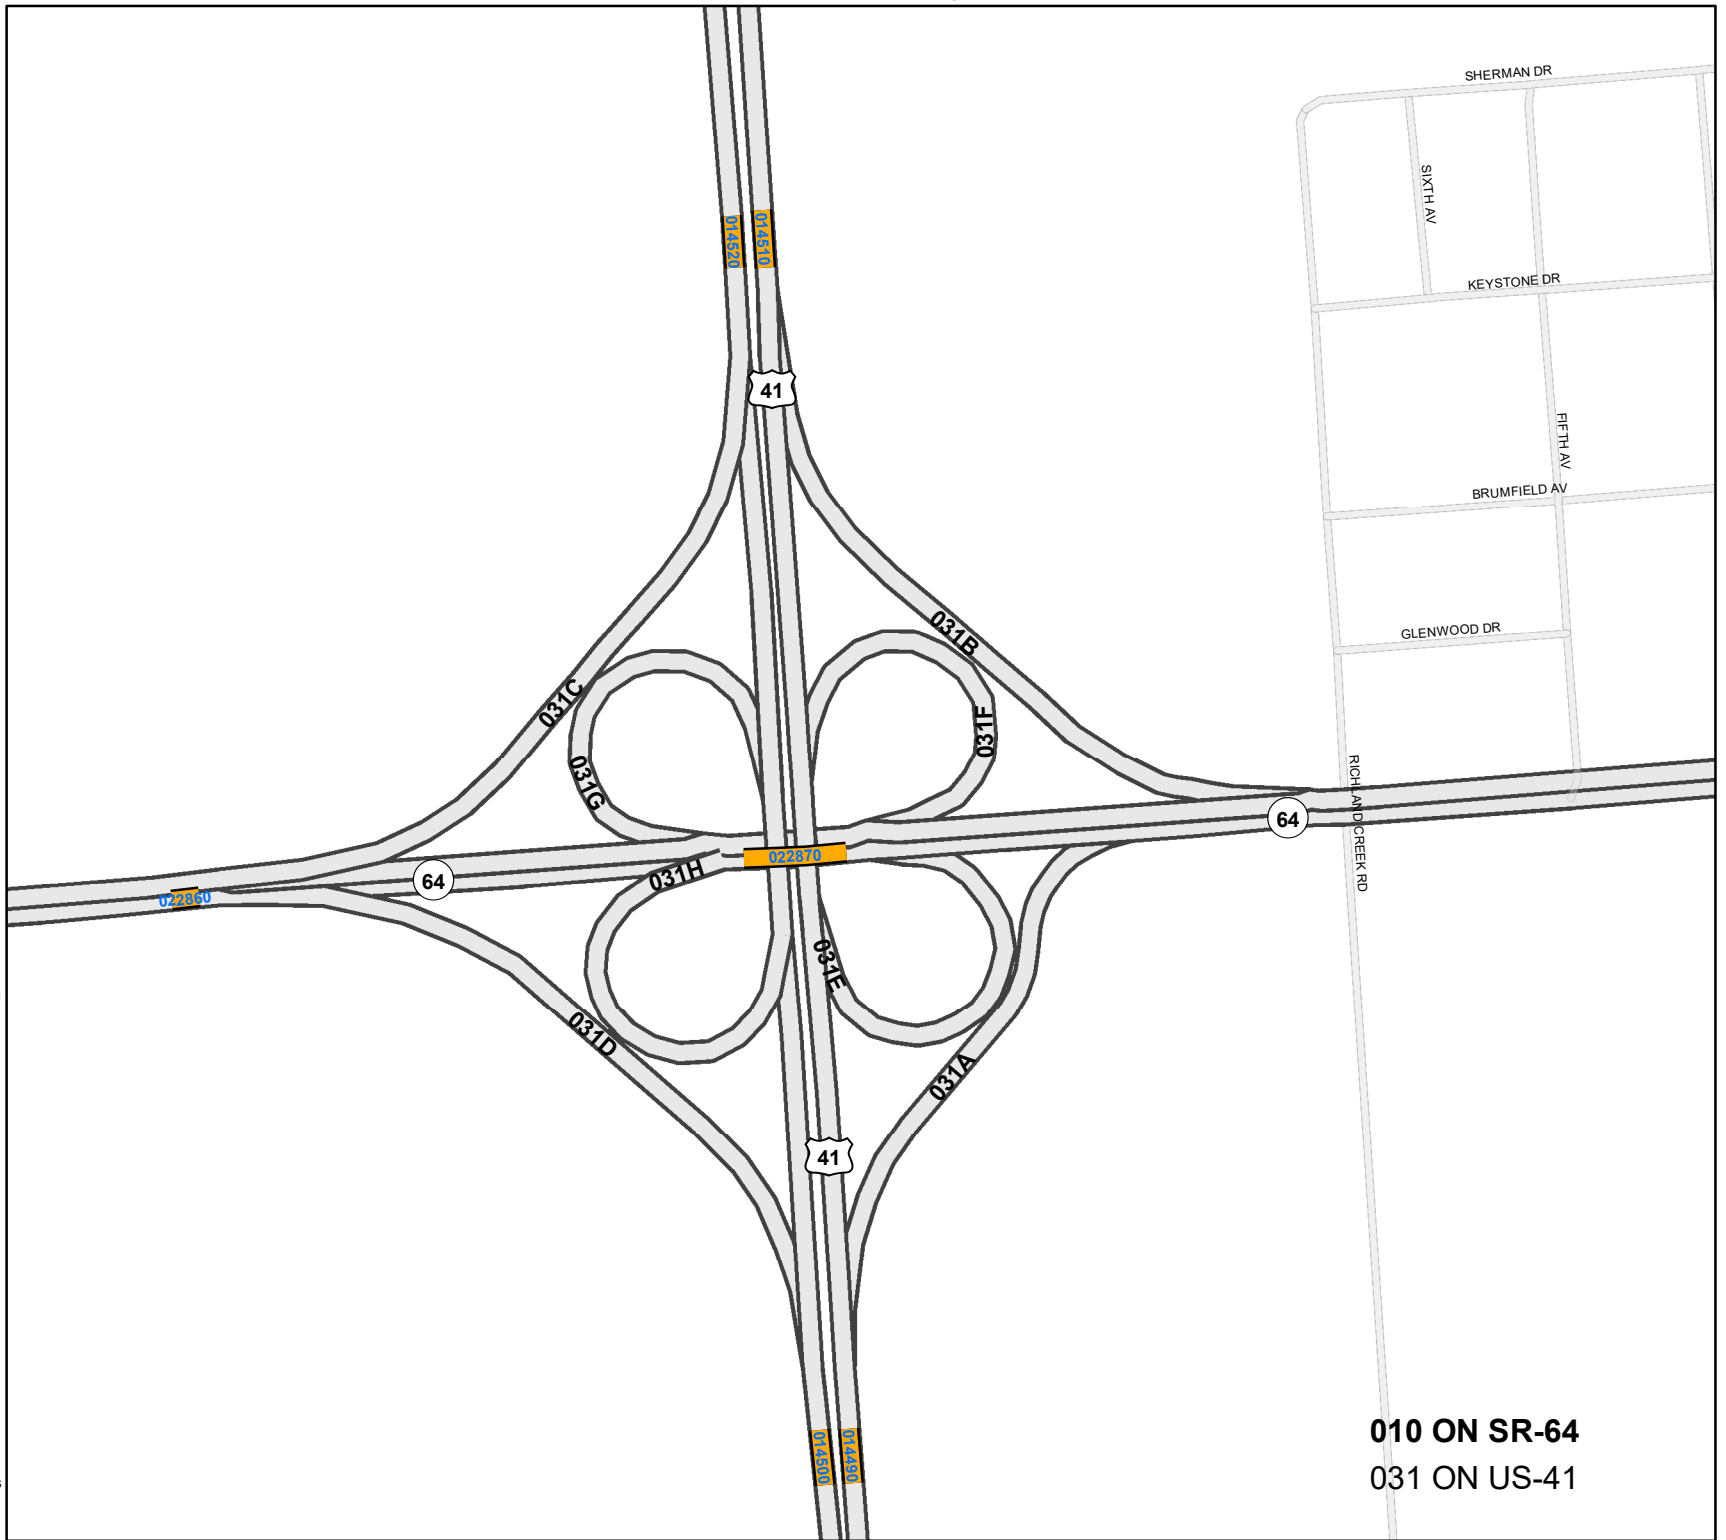 SHERMAN DR
SIXTH AV
014520
014510
KEYSTONE DR
41
FIFTH AV
BRUMFIELD AV
031B
GLENWOOD DR
031C
031F
031G
RICHLAND CREEK RD
64
022870
031H
64
022860
031E
031D
031A
41
010 ON SR-64
031 ON US-41
014500
014490